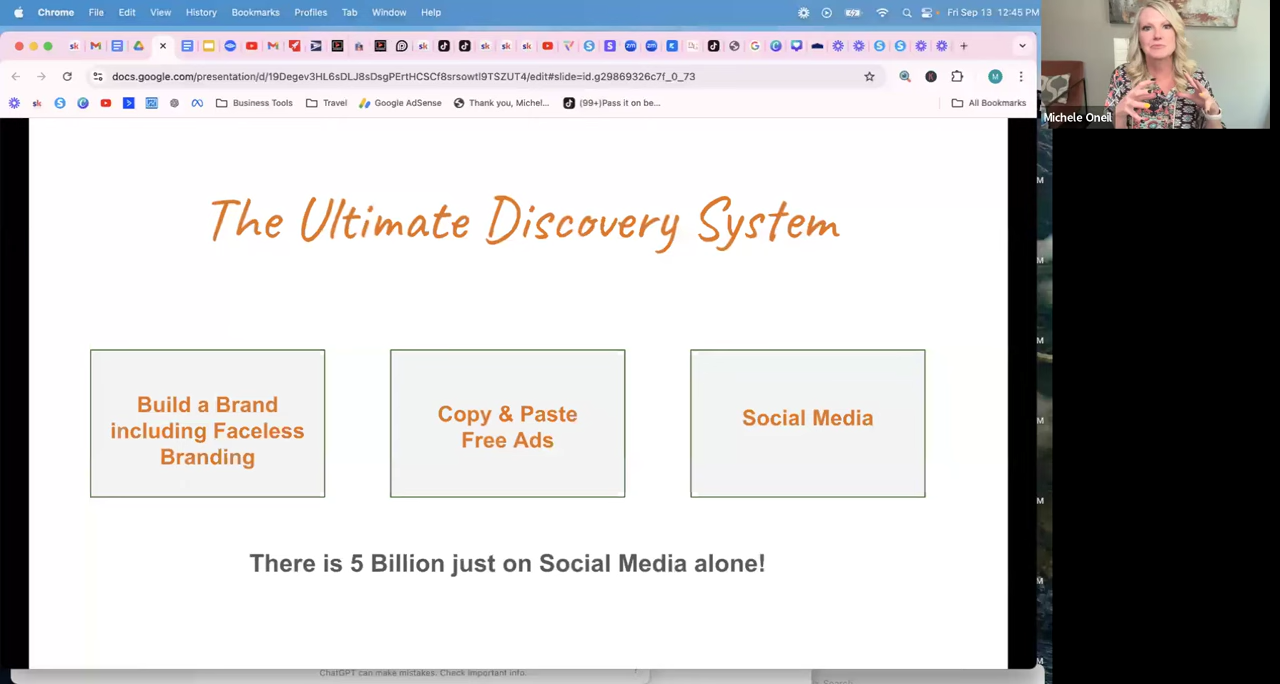 Chrome File Edit View History Bookmarks Profiles Tab Window Help Fri Sep 13 12:45 PM
docs.google.com/presentation/d/19Degev3HL6sDLJ8sDsgPErtHCSCf8srsowtl9TSZUT4/edit#slide=id.g29869326c7f_0_73
Business Tools Travel Google AdSense Thank you, Michel... (99+)Pass it on be... All Bookmarks
Michele Oneil
The Ultimate Discovery System
Build a Brand
including Faceless
Branding
Copy & Paste
Free Ads
Social Media
There is 5 Billion just on Social Media alone!
ChatGPT can make mistakes. Check important info.
Search
M
M
M
M
M
M
M